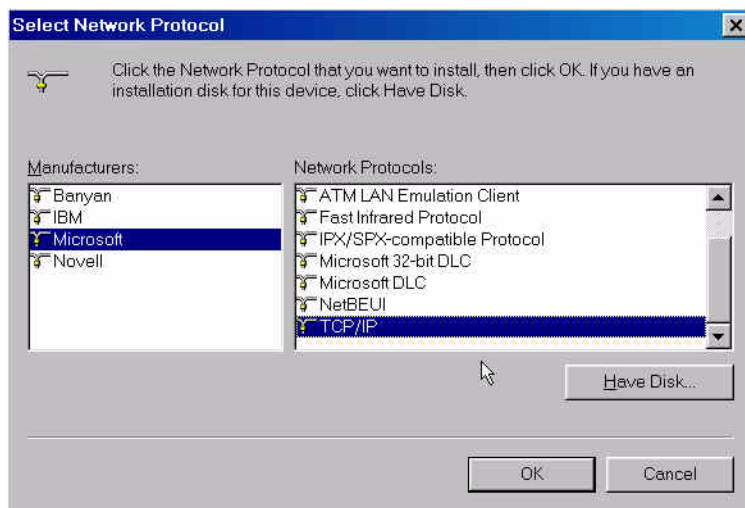 Select Network Protocol
Click the Network Protocol that you want to install, then click OK. If you have an
installation disk for this device, click Have Disk.
Manufacturers:
Banyan
IBM
Microsoft
Novell
Network Protocols:
ATM LAN Emulation Client
Fast Infrared Protocol
IPX/SPX-compatible Protocol
Microsoft 32-bit DLC
Microsoft DLC
NetBEUI
TCP/IP
Have Disk...
OK
Cancel